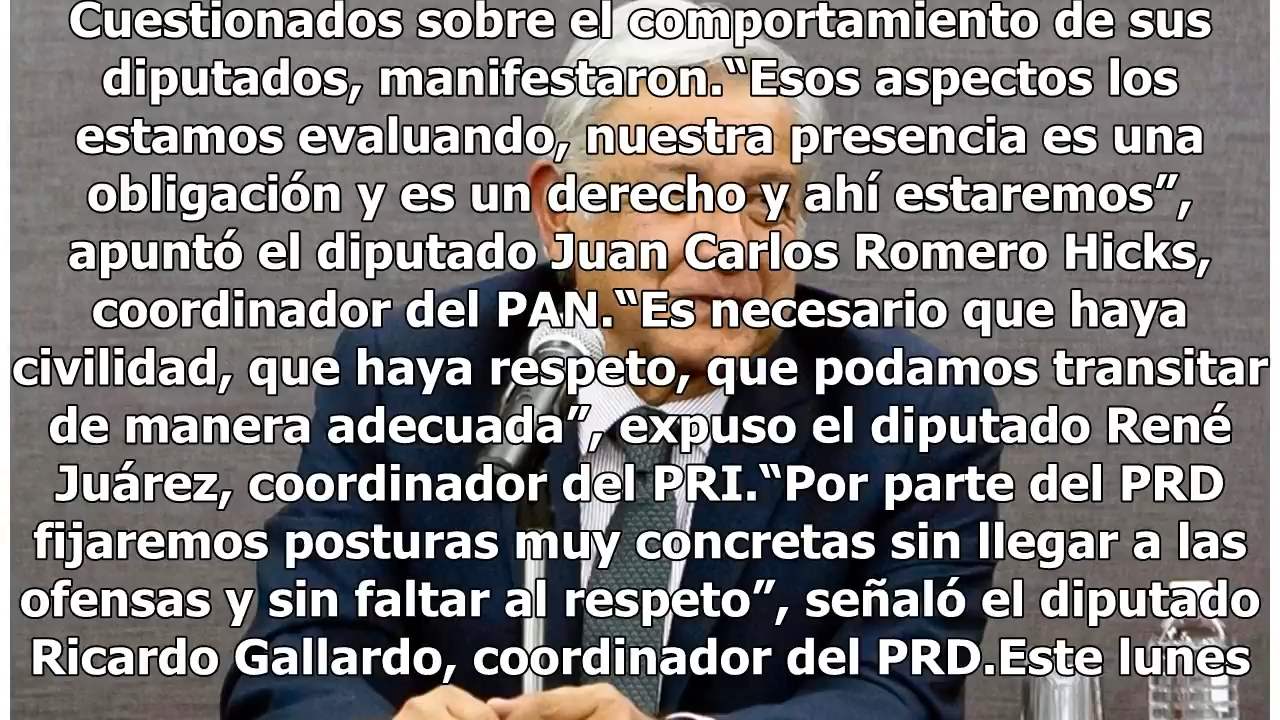 Cuestionados sobre el comportamiento de sus
diputados, manifestaron.“Esos aspectos los
estamos evaluando, nuestra presencia es una
obligación y es un derecho y ahí estaremos”,
apuntó el diputado Juan Carlos Romero Hicks,
coordinador del PAN.“Es necesario que haya
civilidad, que haya respeto, que podamos transitar
de manera adecuada”, expuso el diputado René
Juárez, coordinador del PRI.“Por parte del PRD
fijaremos posturas muy concretas sin llegar a las
ofensas y sin faltar al respeto”, señaló el diputado
Ricardo Gallardo, coordinador del PRD.Este lunes